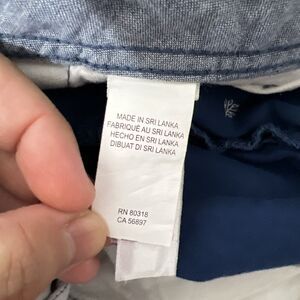 MADE IN SRI LANKA
FABRIQUÉ AU SRI LANKA
HECHO EN SRI LANKA
DIBUAT DI SRI LANKA
RN 80318
CA 56897